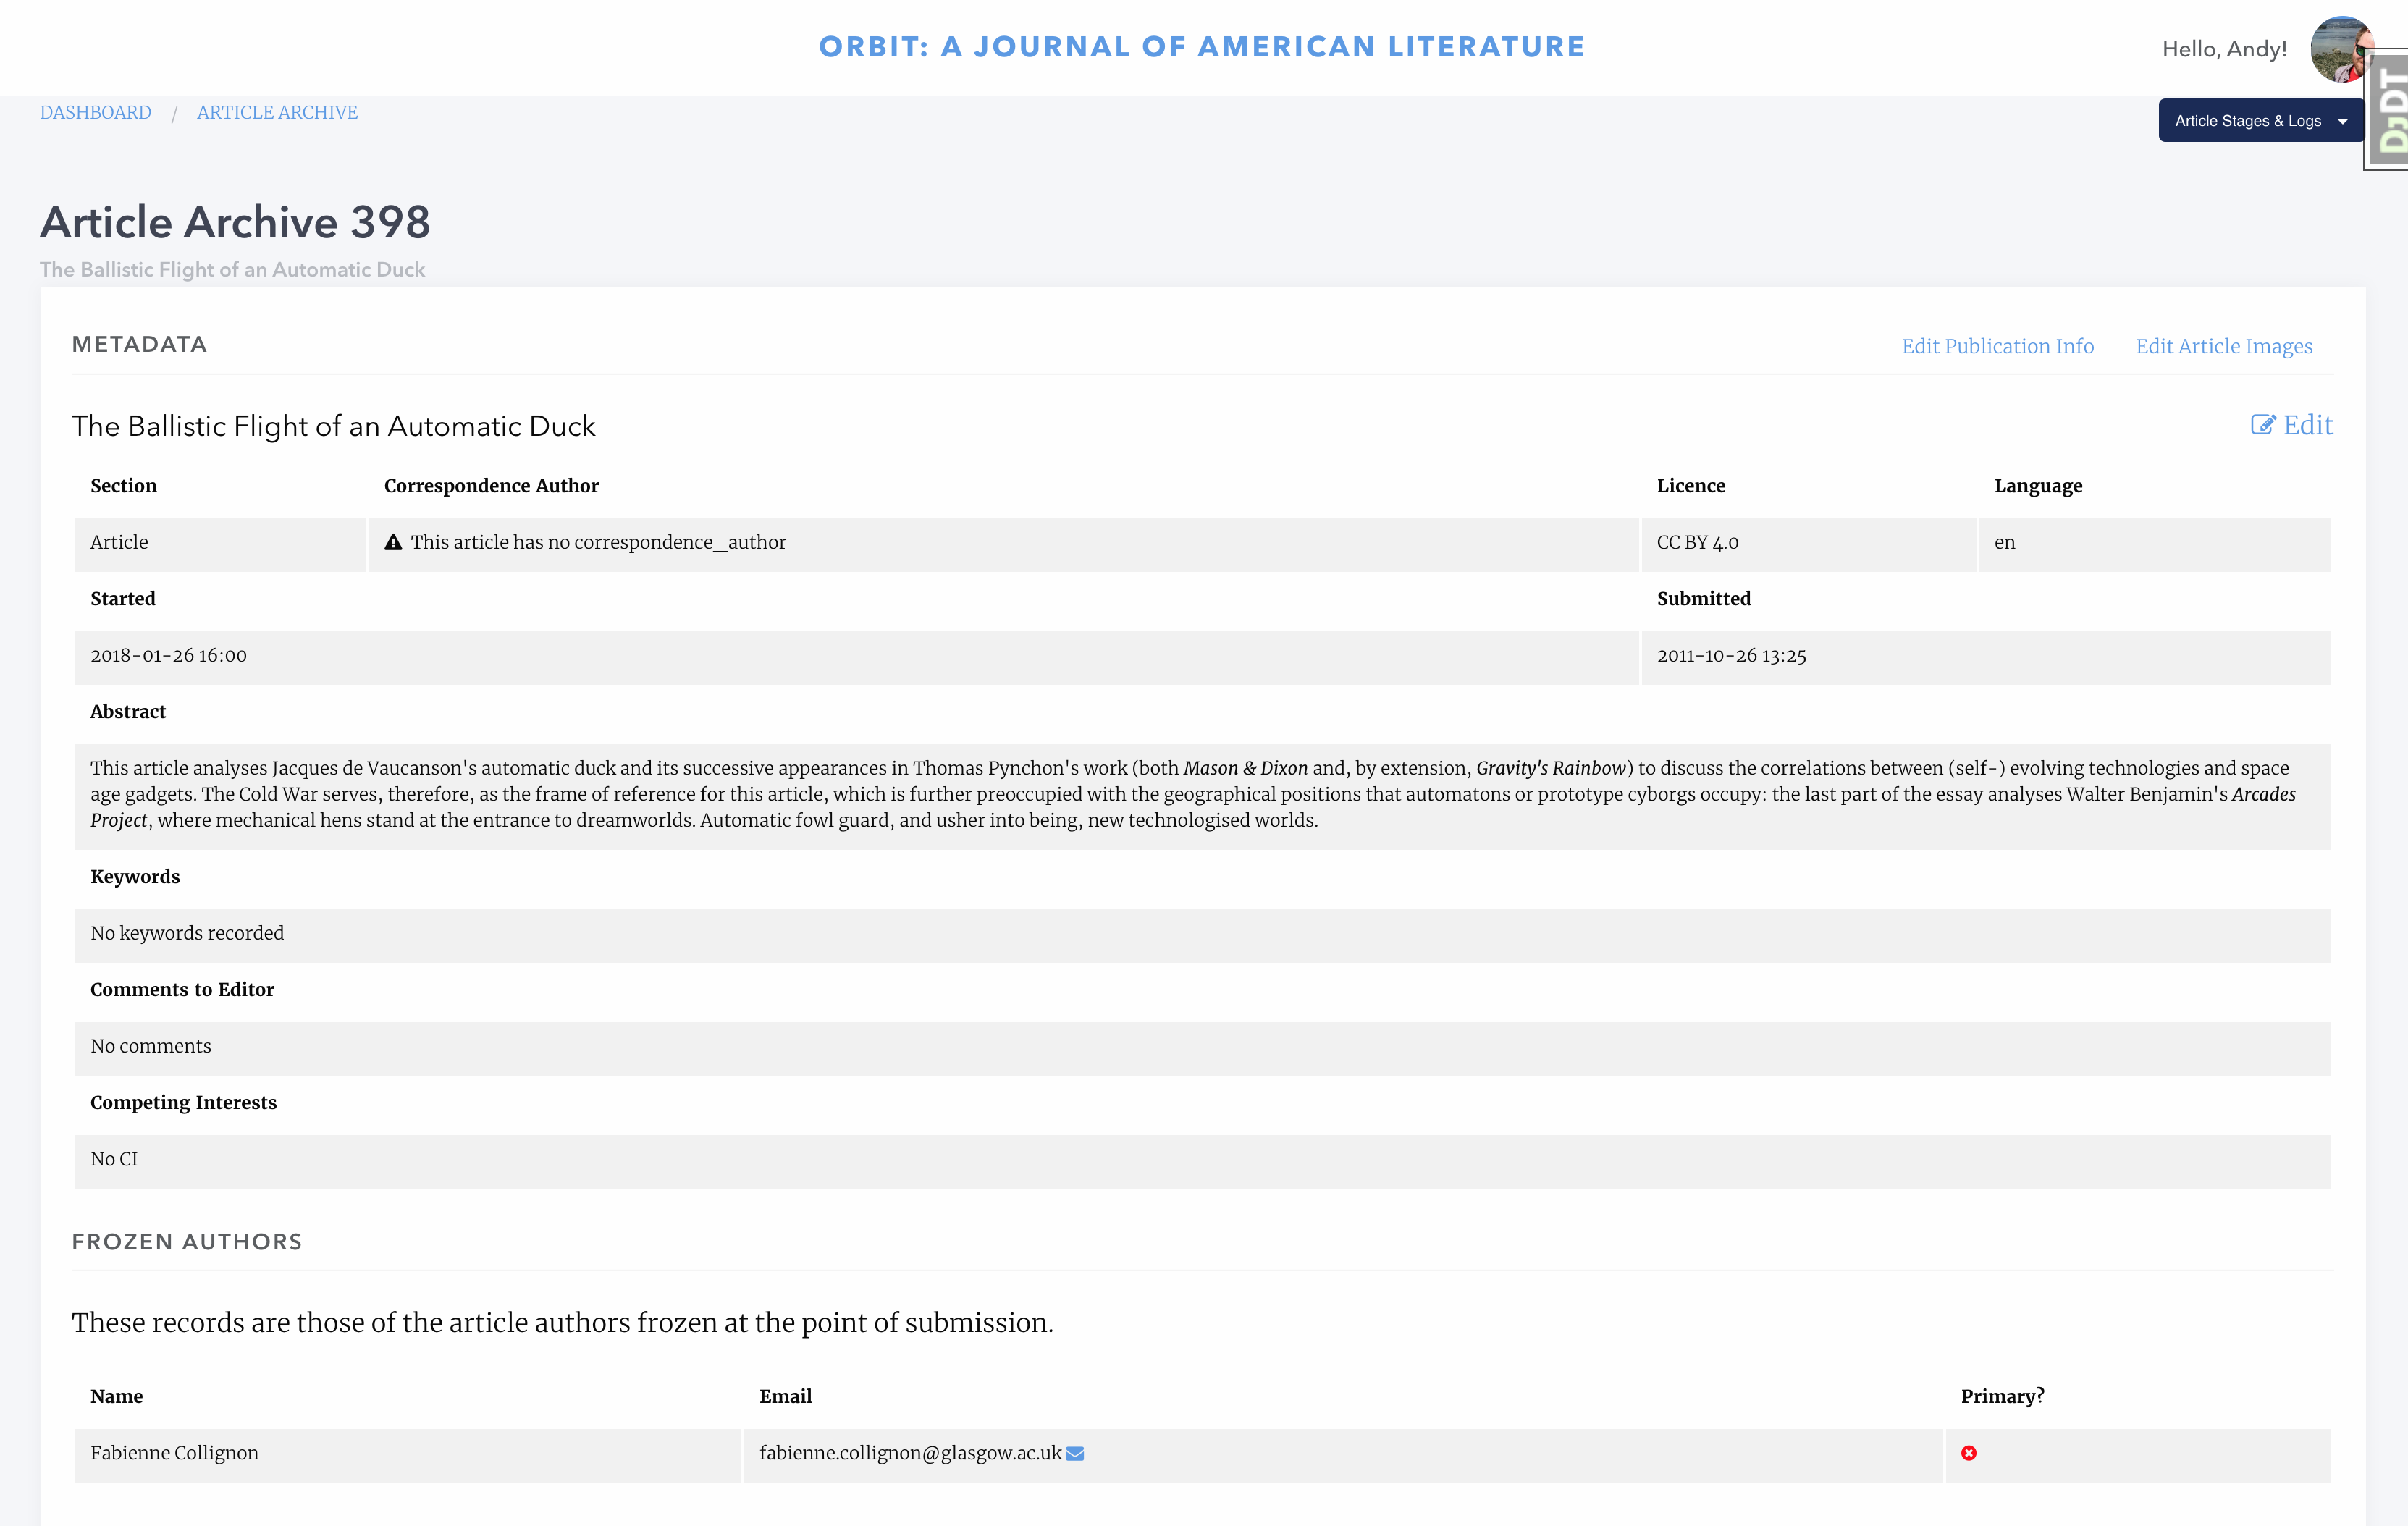 ORBIT: A JOURNAL OF AMERICAN LITERATURE
Hello, Andy!
DJDT
DASHBOARD / ARTICLE ARCHIVE
Article Stages & Logs
Article Archive 398
The Ballistic Flight of an Automatic Duck
METADATA
Edit Publication Info Edit Article Images
The Ballistic Flight of an Automatic Duck
Edit
Section Correspondence Author Licence Language
Article This article has no correspondence_author CC BY 4.0 en
Started Submitted
2018-01-26 16:00 2011-10-26 13:25
Abstract
This article analyses Jacques de Vaucanson's automatic duck and its successive appearances in Thomas Pynchon's work (both Mason & Dixon and, by extension, Gravity's Rainbow) to discuss the correlations between (self-) evolving technologies and space
age gadgets. The Cold War serves, therefore, as the frame of reference for this article, which is further preoccupied with the geographical positions that automatons or prototype cyborgs occupy: the last part of the essay analyses Walter Benjamin's Arcades
Project, where mechanical hens stand at the entrance to dreamworlds. Automatic fowl guard, and usher into being, new technologised worlds.
Keywords
No keywords recorded
Comments to Editor
No comments
Competing Interests
No CI
FROZEN AUTHORS
These records are those of the article authors frozen at the point of submission.
Name Email Primary?
Fabienne Collignon fabienne.collignon@glasgow.ac.uk